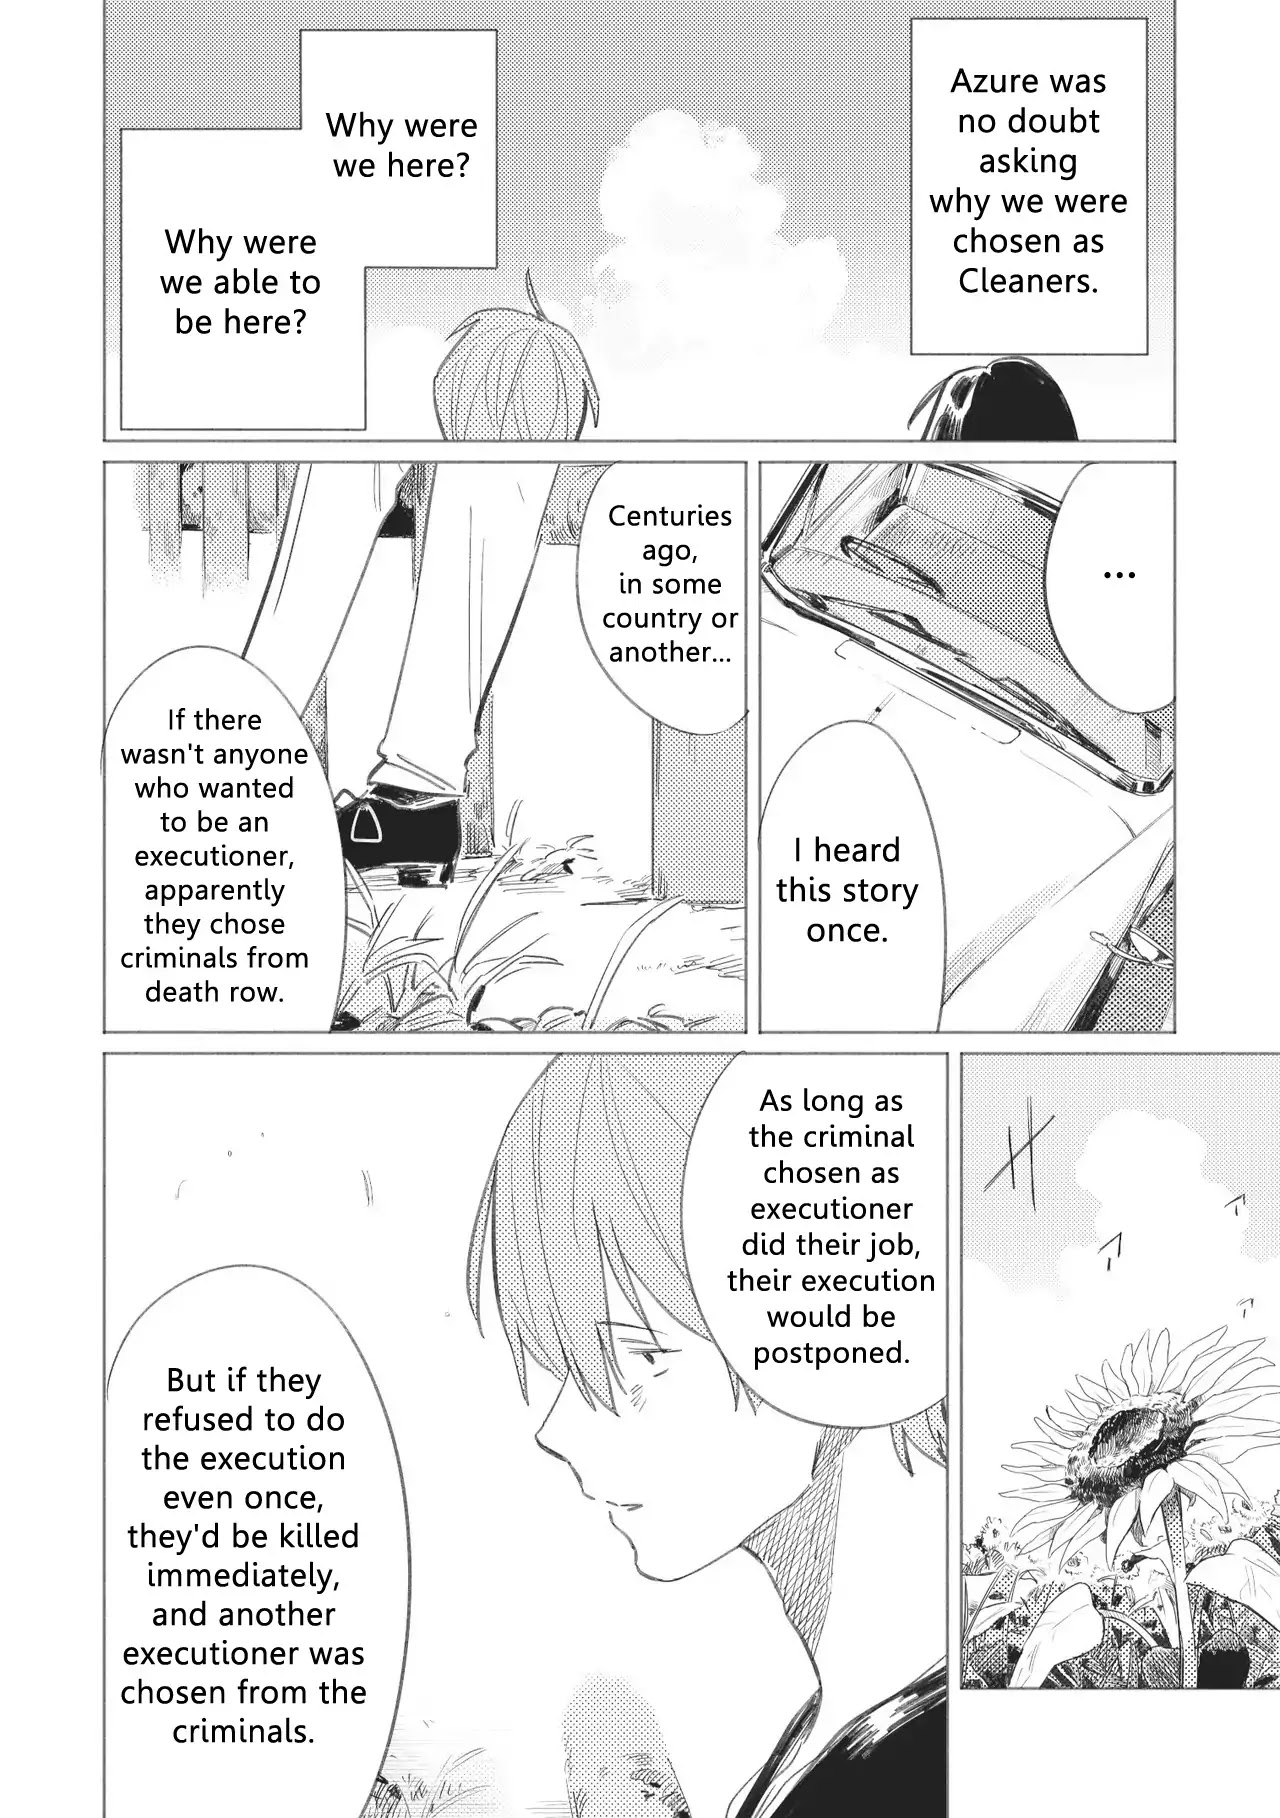 Azure was
no doubt
asking
why we were
chosen as
Cleaners.
Why were
we here?
Why were
we able to
be here?
...
I heard
this story
once.
Centuries
ago,
in some
country or
another...
If there
wasn't anyone
who wanted
to be an
executioner,
apparently
they chose
criminals from
death row.
As long as
the criminal
chosen as
executioner
did their job,
their execution
would be
postponed.
But if they
refused to do
the execution
even once,
they'd be killed
immediately,
and another
executioner was
chosen from the
criminals.